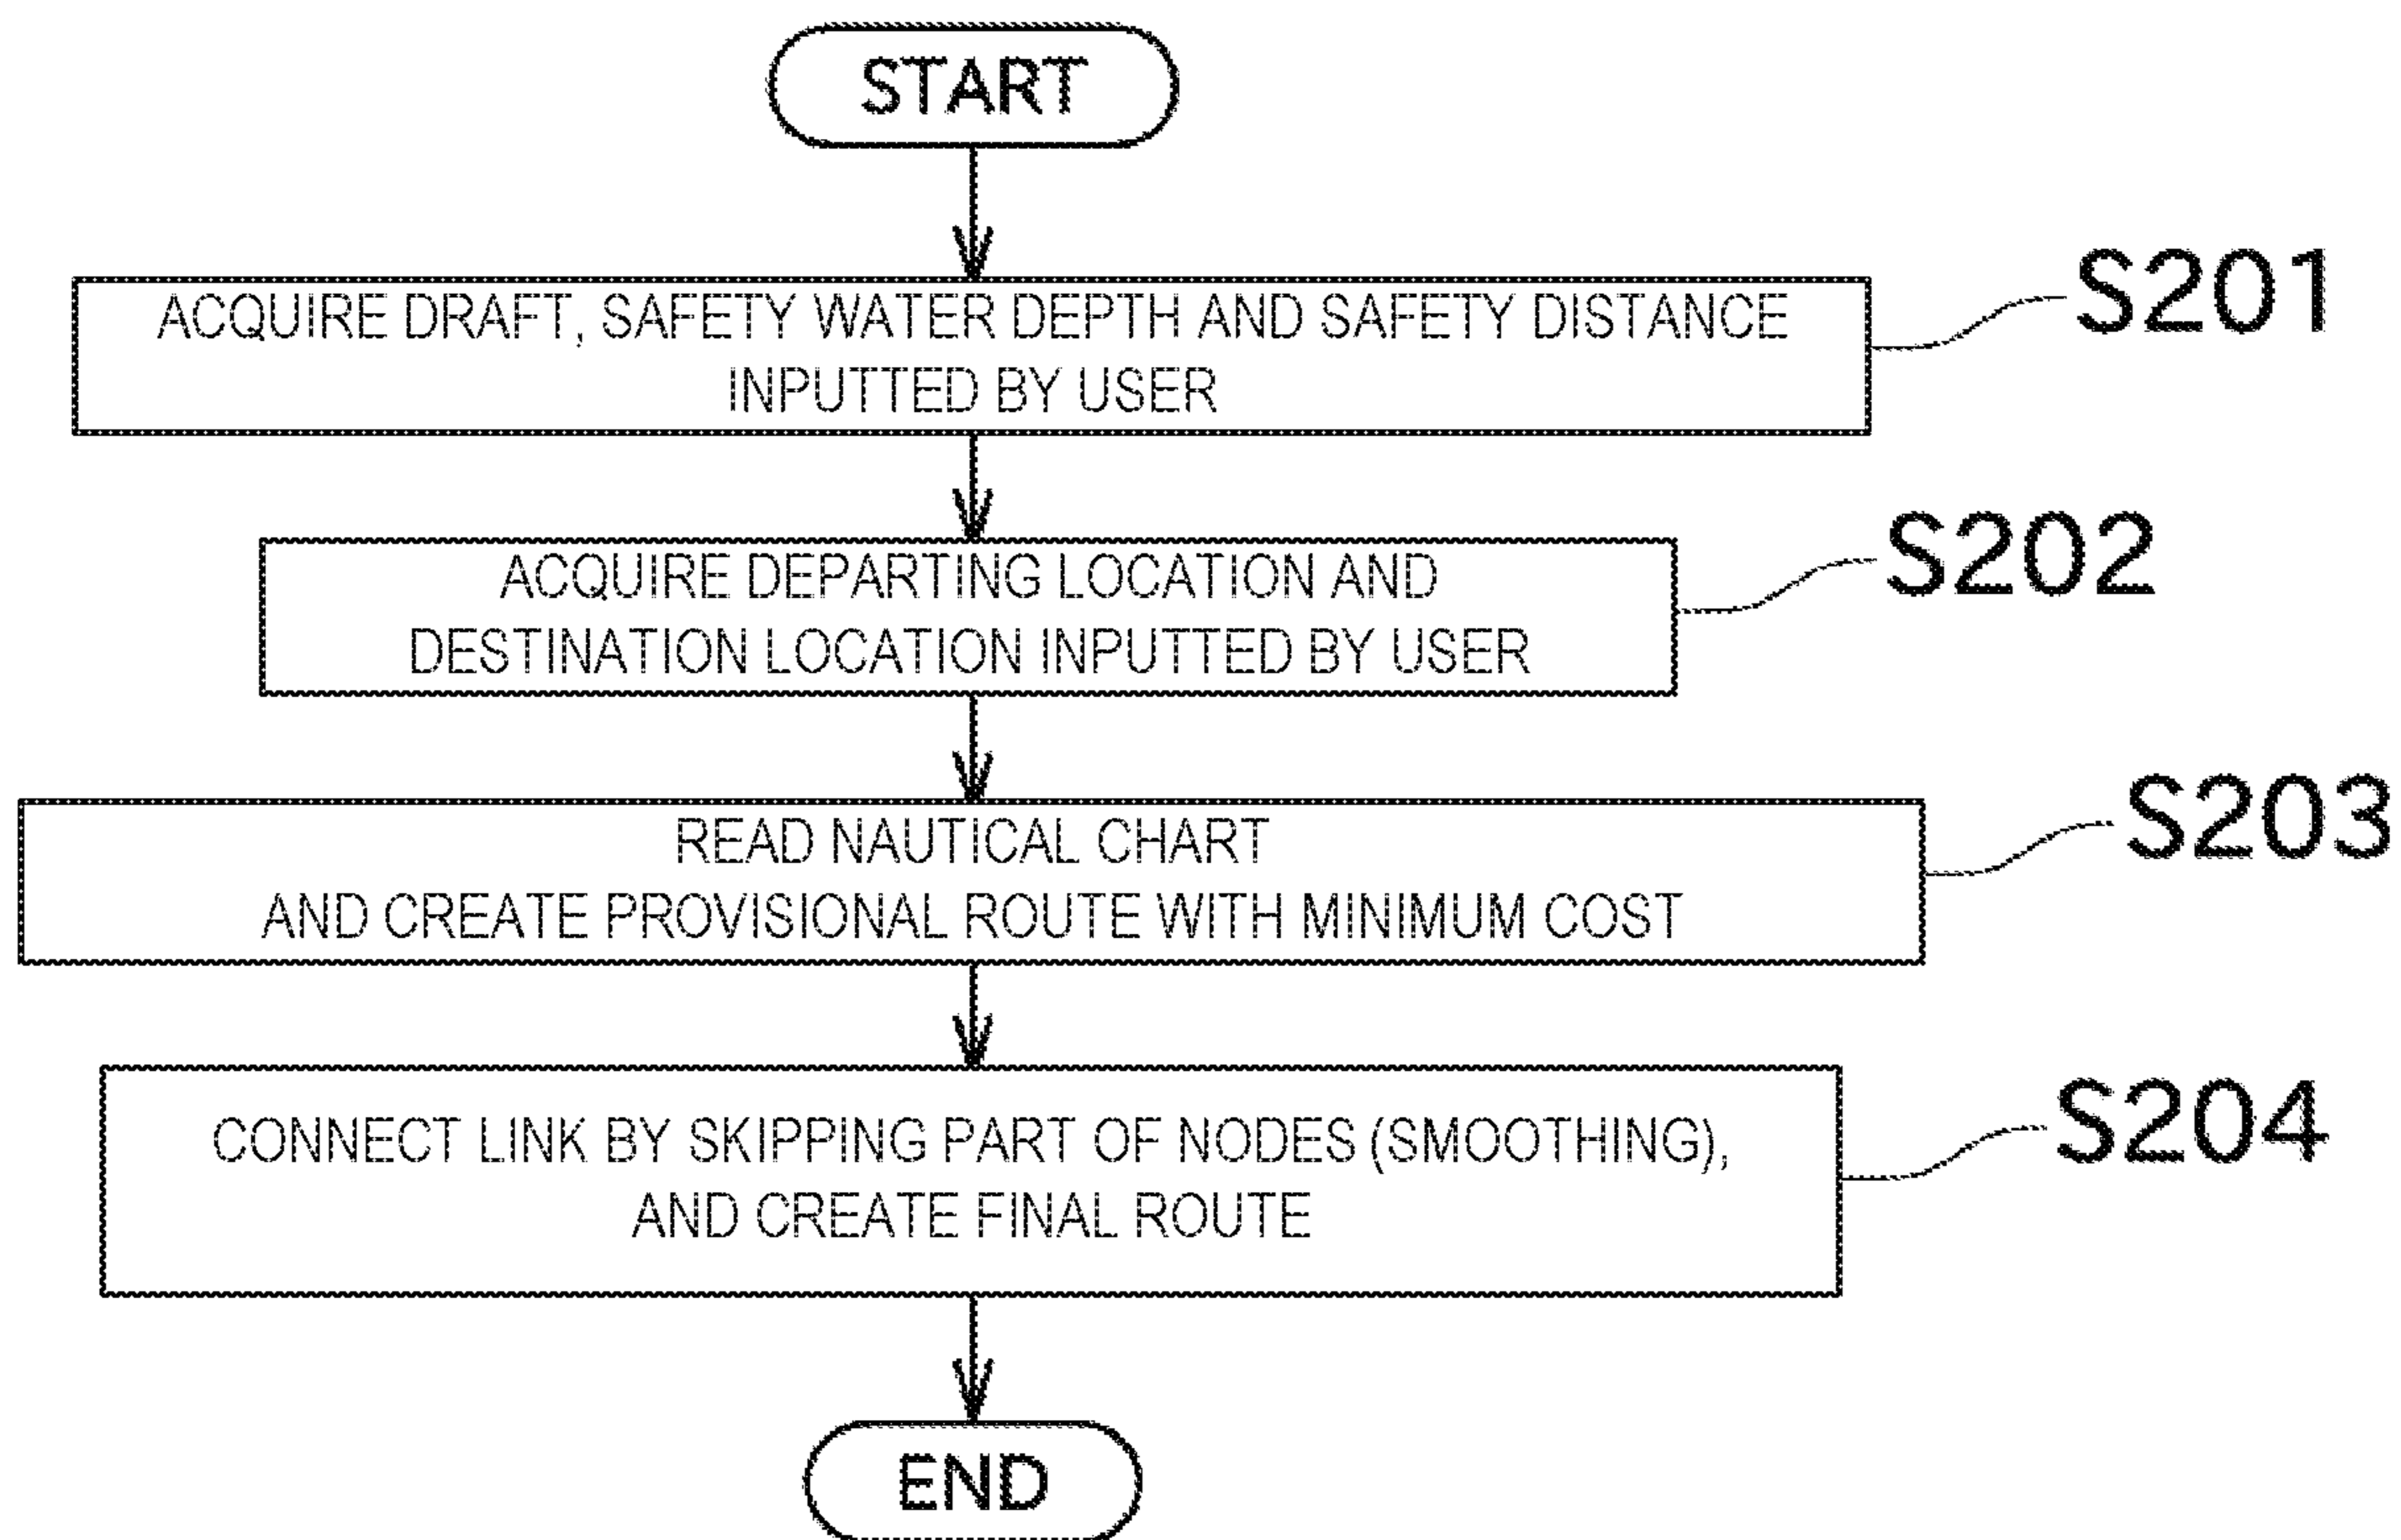 START
ACQUIRE DRAFT, SAFETY WATER DEPTH AND SAFETY DISTANCE
INPUTTED BY USER
S201
ACQUIRE DEPARTING LOCATION AND
DESTINATION LOCATION INPUTTED BY USER
S202
READ NAUTICAL CHART
AND CREATE PROVISIONAL ROUTE WITH MINIMUM COST
S203
CONNECT LINK BY SKIPPING PART OF NODES (SMOOTHING),
AND CREATE FINAL ROUTE
S204
END